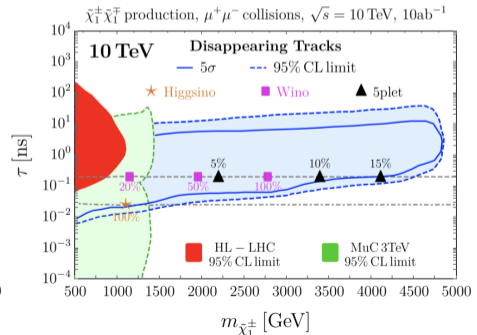 χ̃₁^±χ̃₁^∓ production, μ⁺μ⁻ collisions, √s = 10 TeV, 10ab⁻¹
10 TeV
Disappearing Tracks
5σ
95% CL limit
Higgsino
Wino
5plet
τ [ns]
10⁴
10³
10²
10¹
10⁰
10⁻¹
10⁻²
10⁻³
10⁻⁴
5%
10%
15%
20%
50%
100%
100%
HL − LHC
95% CL limit
MuC 3TeV
95% CL limit
500 1000 1500 2000 2500 3000 3500 4000 4500 5000
m_χ̃₁^± [GeV]